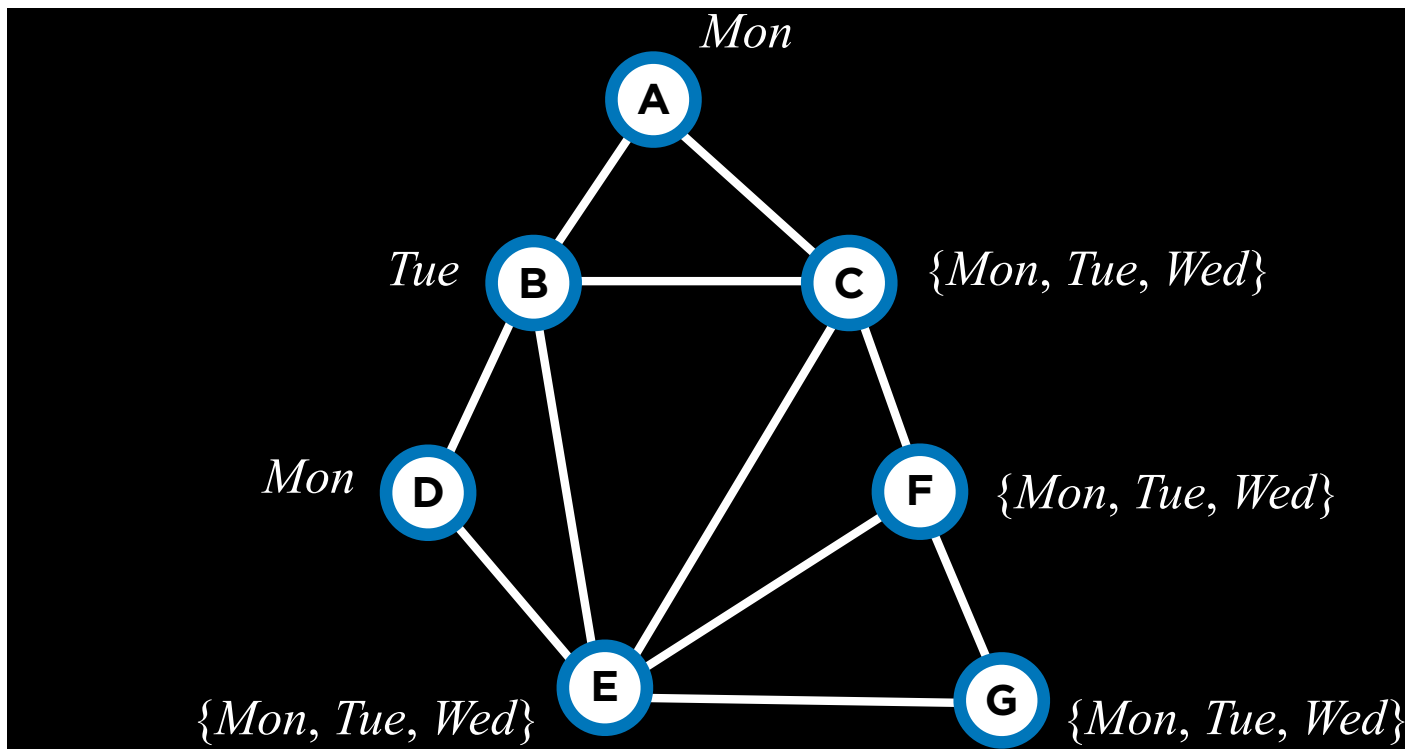 Mon
A
Tue B C {Mon, Tue, Wed}
Mon D F {Mon, Tue, Wed}
{Mon, Tue, Wed} E G {Mon, Tue, Wed}